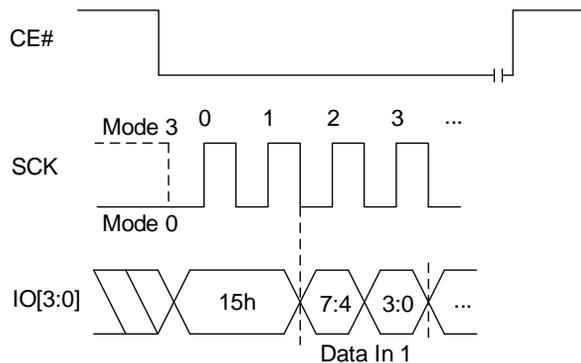 CE#
0 1 2 3 ...
Mode 3
SCK
Mode 0
IO[3:0] 15h 7:4 3:0 ...
Data In 1